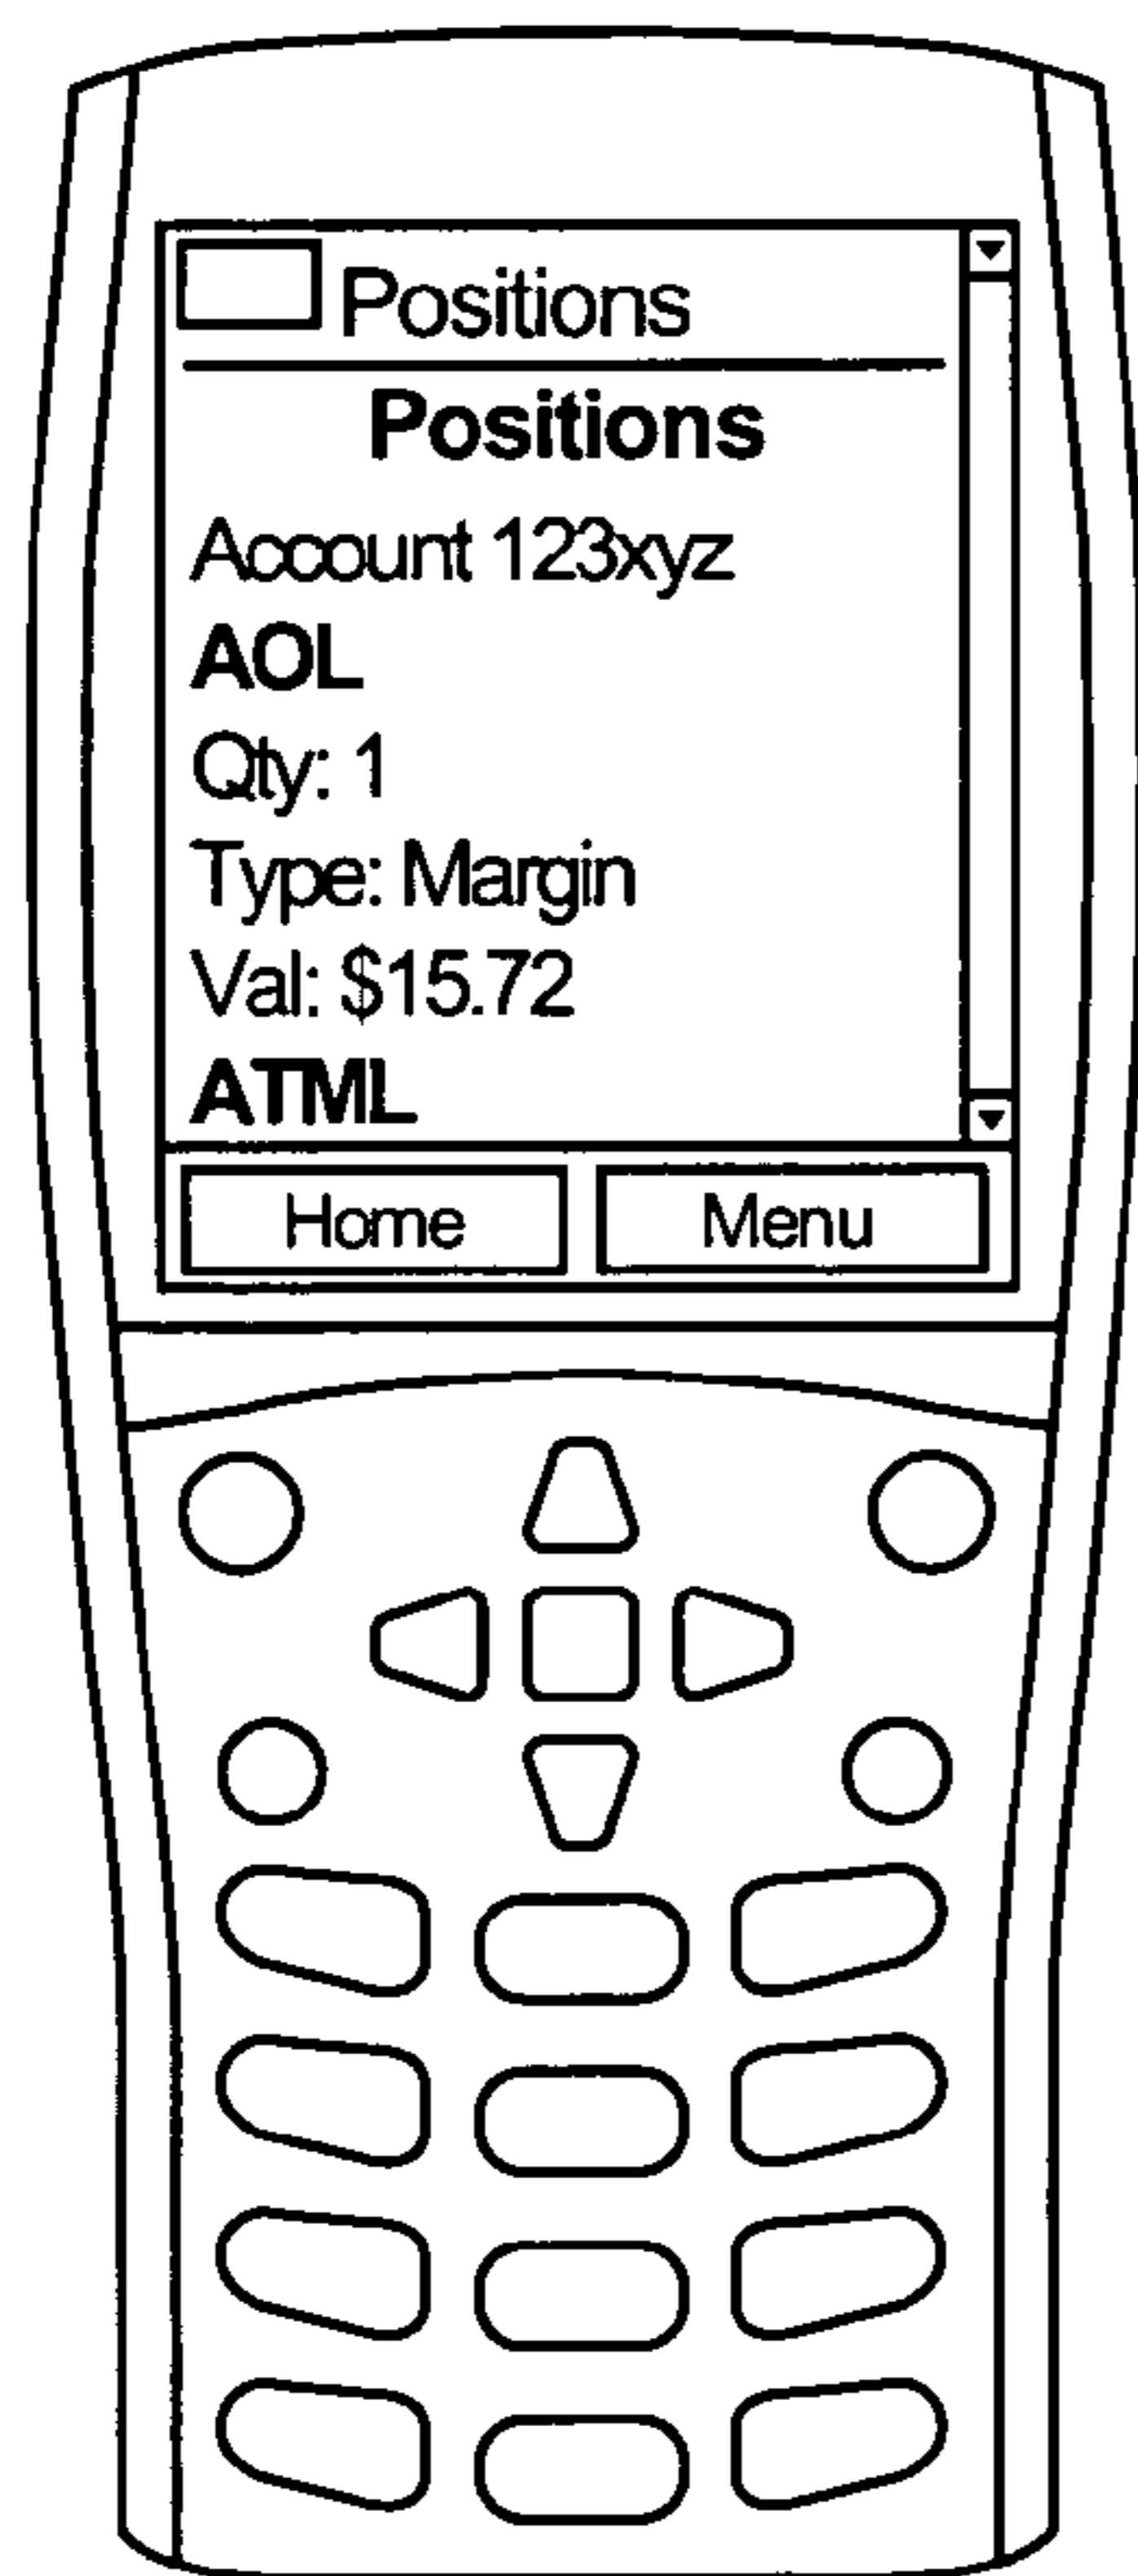 Positions
Positions
Account 123xyz
AOL
Qty: 1
Type: Margin
Val: $15.72
ATML
Home Menu